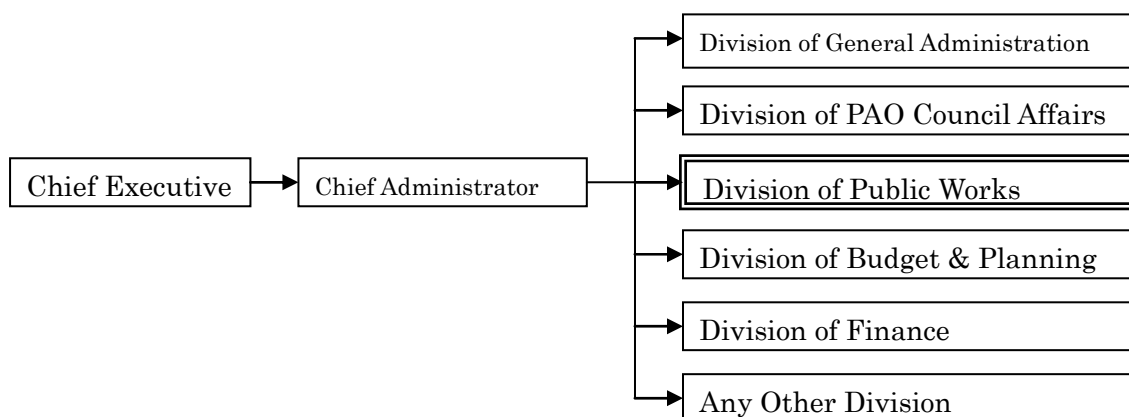 Division of General Administration
Division of PAO Council Affairs
Chief Executive
Chief Administrator
Division of Public Works
Division of Budget & Planning
Division of Finance
Any Other Division